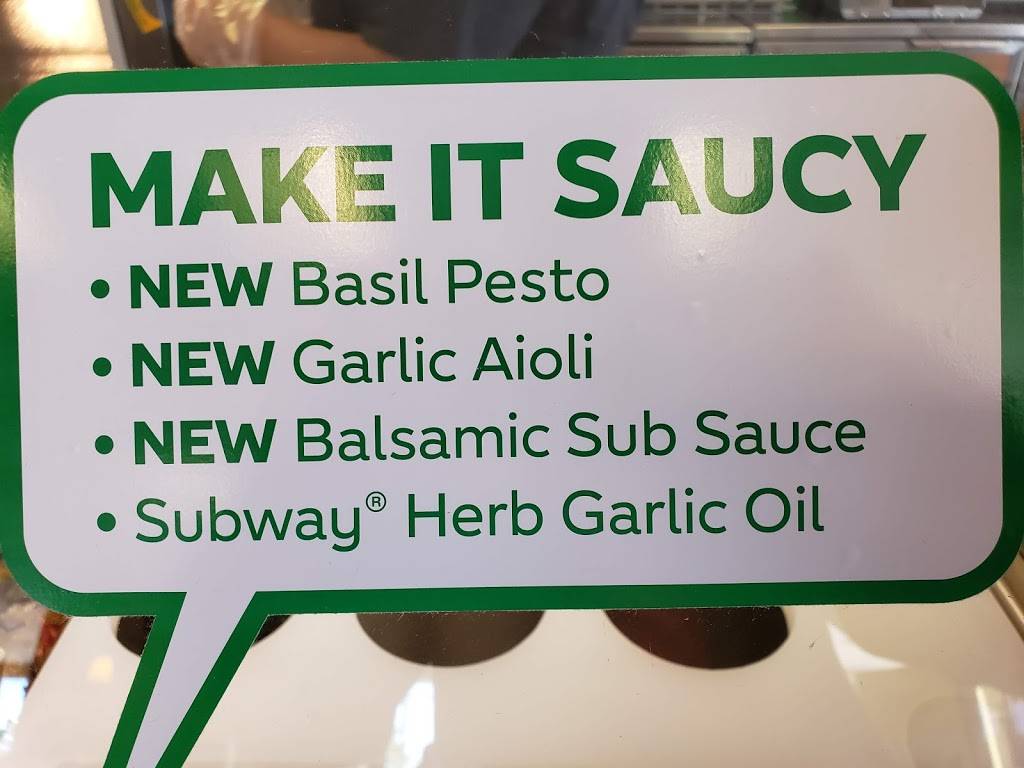 MAKE IT SAUCY
• NEW Basil Pesto
• NEW Garlic Aioli
• NEW Balsamic Sub Sauce
• Subway® Herb Garlic Oil